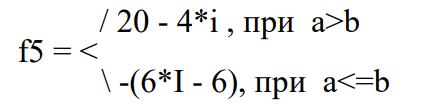 / 20 - 4*i , при a>b
f5 = <
\ -(6*I - 6), при a<=b